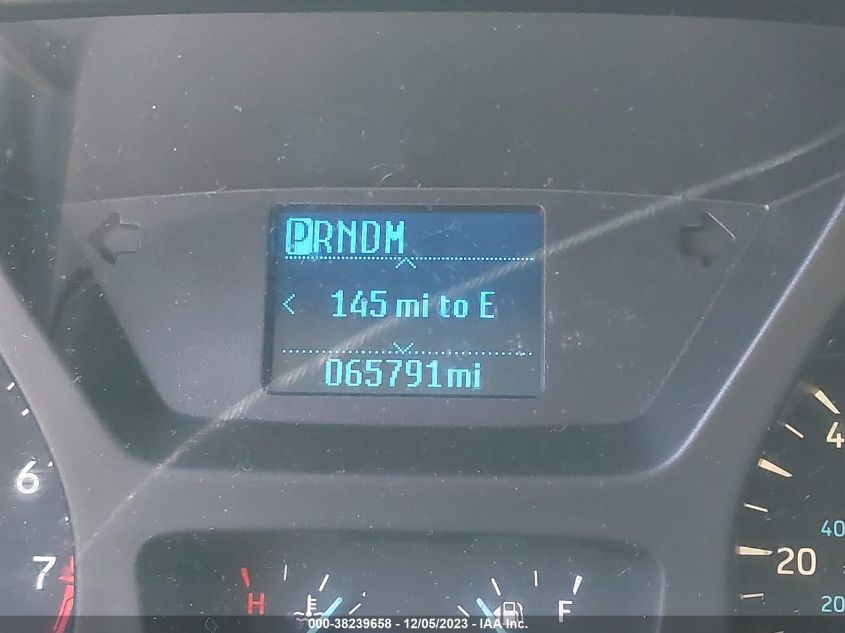 PRNDM
< 145 mi to E
065791mi
6
7
H
F
4
40
20
20
000-38239658 - 12/05/2023 - IAA Inc.